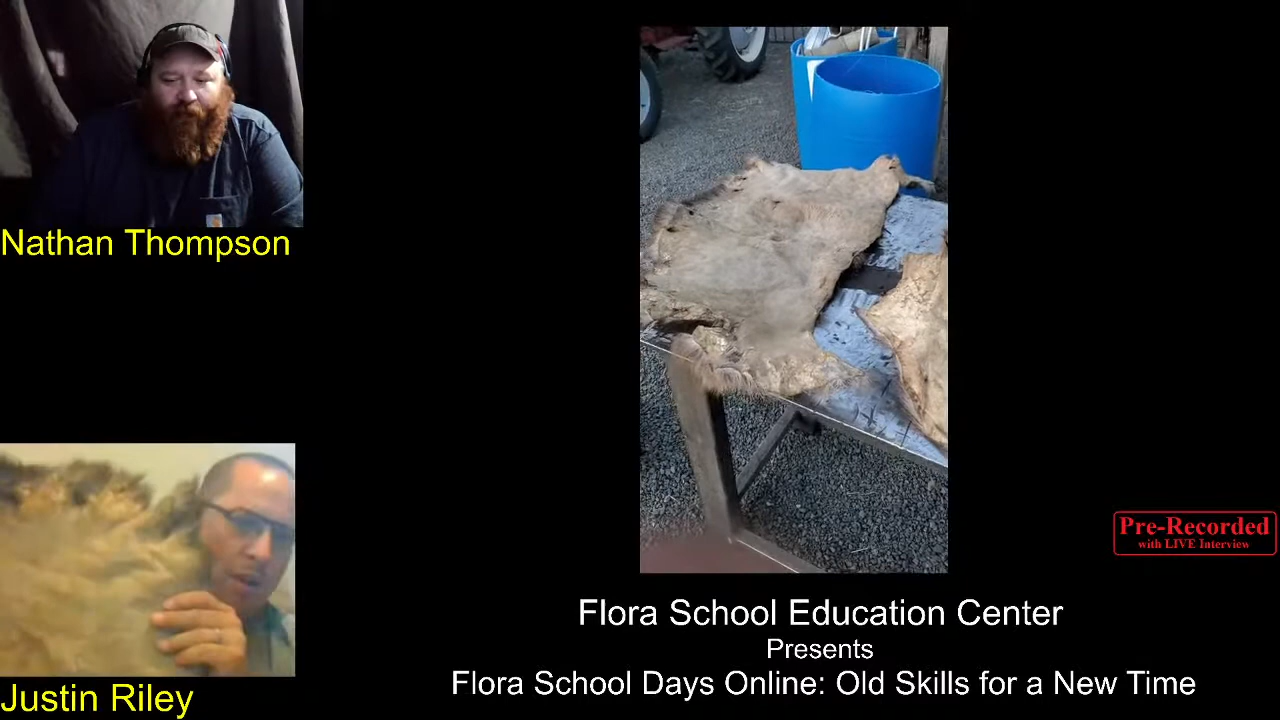 Nathan Thompson
Justin Riley
Pre-Recorded
with LIVE Interview
Flora School Education Center
Presents
Flora School Days Online: Old Skills for a New Time